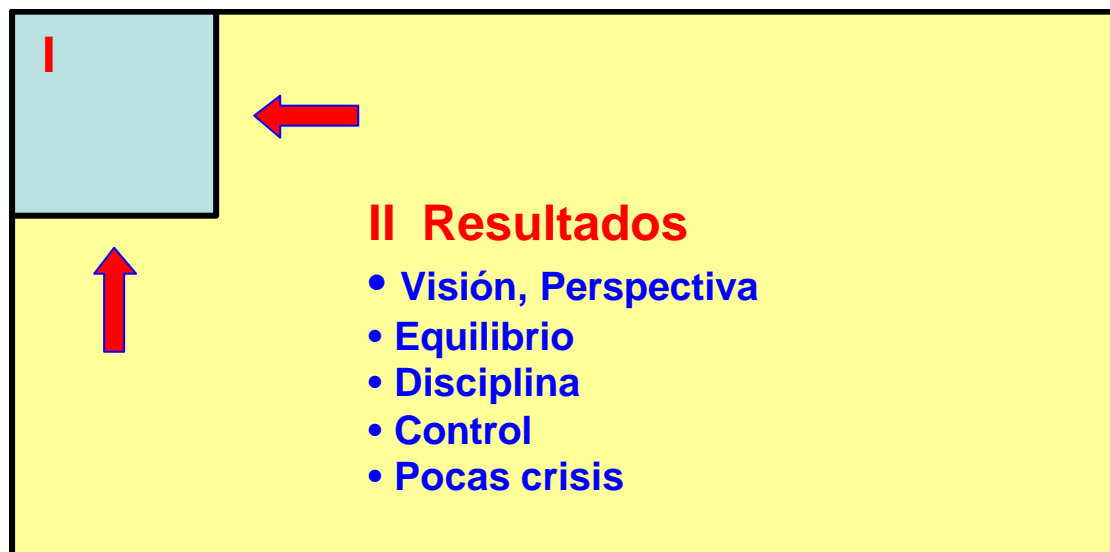 I
II Resultados
• Visión, Perspectiva
• Equilibrio
• Disciplina
• Control
• Pocas crisis